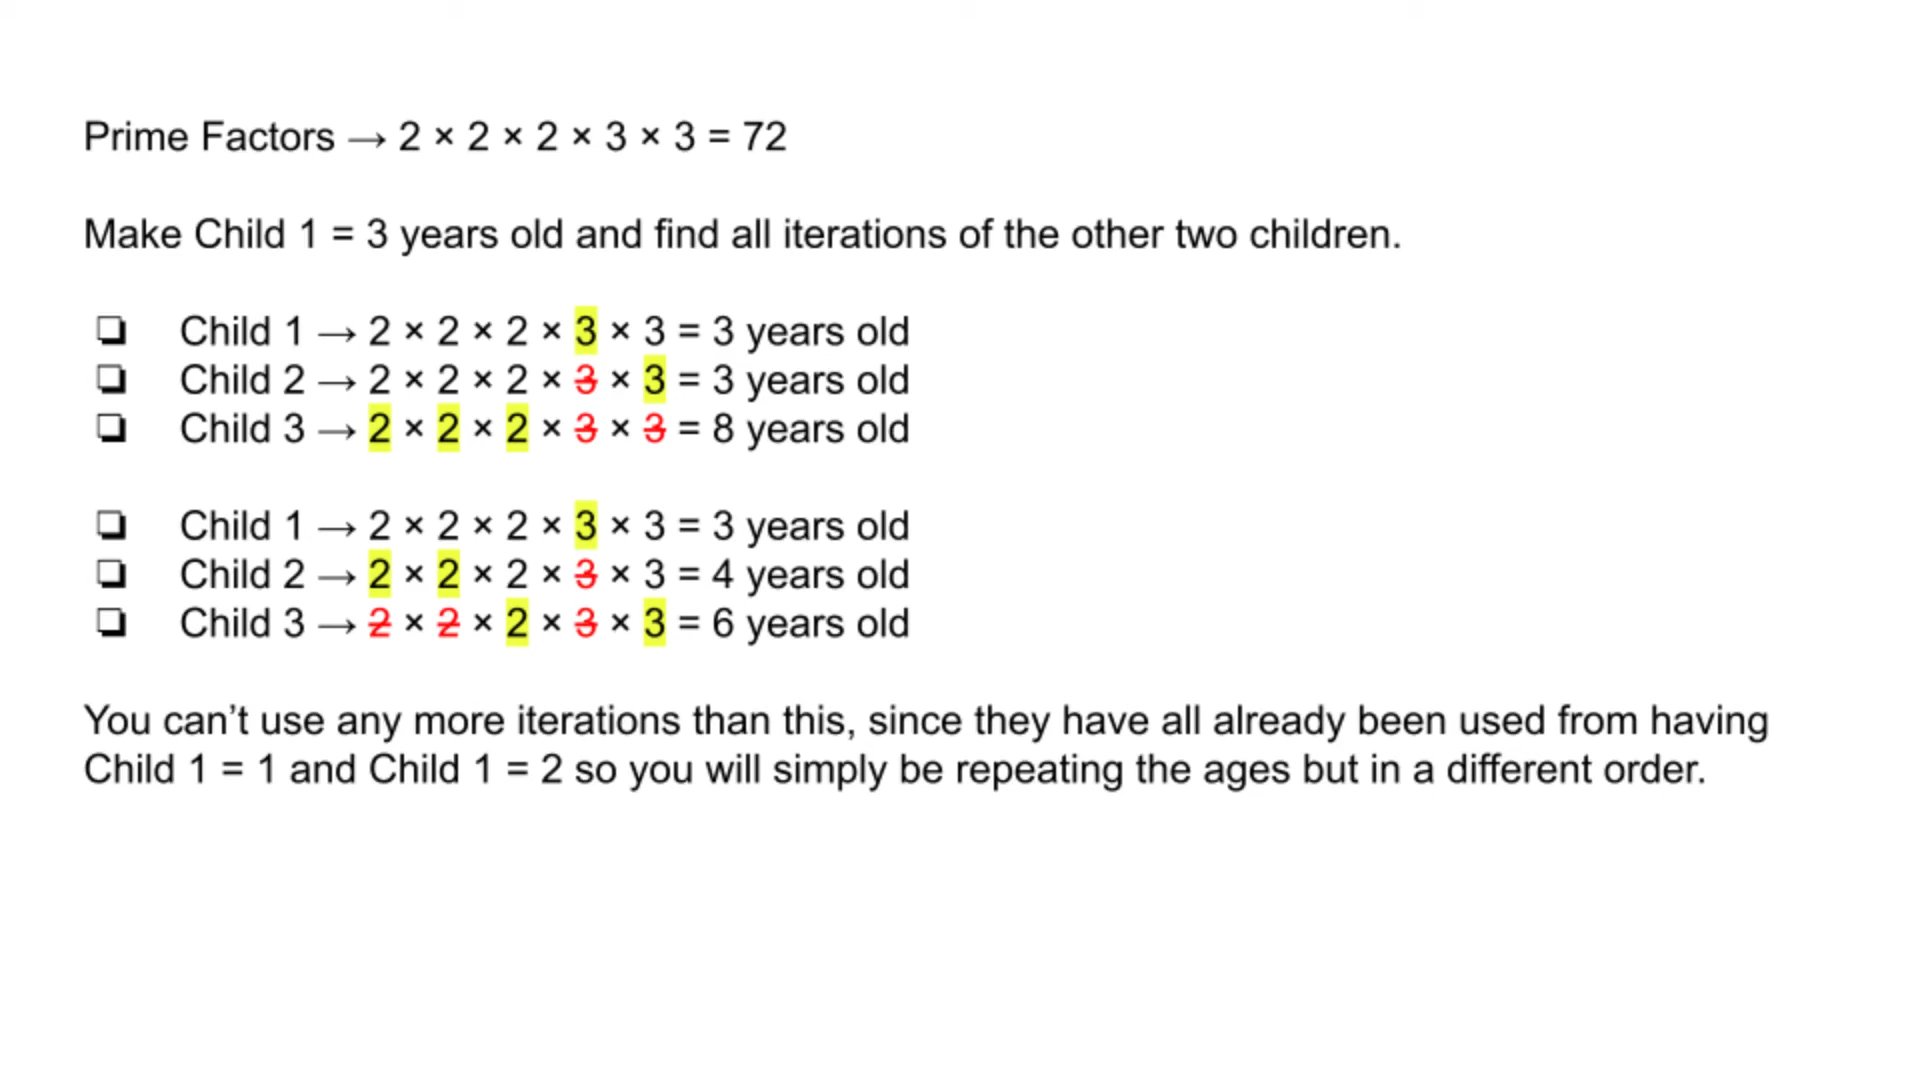 Prime Factors → 2 × 2 × 2 × 3 × 3 = 72
Make Child 1 = 3 years old and find all iterations of the other two children.
❏ Child 1 → 2 × 2 × 2 × 3 × 3 = 3 years old
❏ Child 2 → 2 × 2 × 2 × 3 × 3 = 3 years old
❏ Child 3 → 2 × 2 × 2 × 3 × 3 = 8 years old
❏ Child 1 → 2 × 2 × 2 × 3 × 3 = 3 years old
❏ Child 2 → 2 × 2 × 2 × 3 × 3 = 4 years old
❏ Child 3 → 2 × 2 × 2 × 3 × 3 = 6 years old
You can’t use any more iterations than this, since they have all already been used from having
Child 1 = 1 and Child 1 = 2 so you will simply be repeating the ages but in a different order.